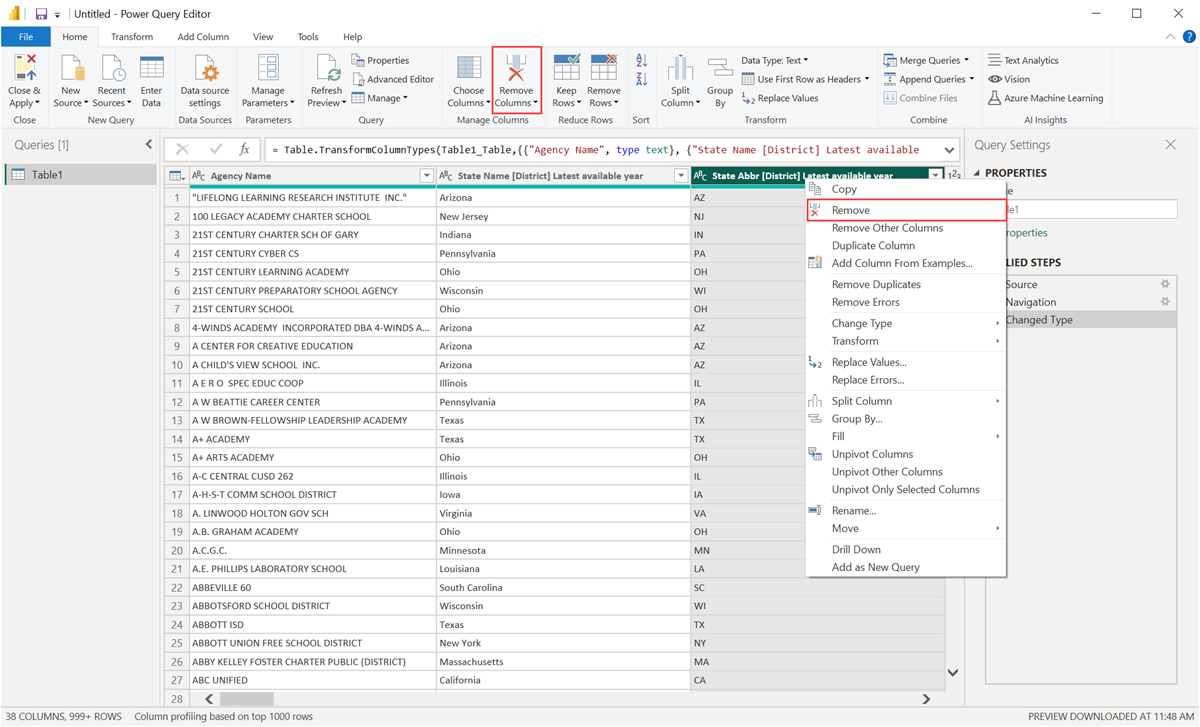 Untitled - Power Query Editor
File Home Transform Add Column View Tools Help
Close & Apply
New Source
Recent Sources
Enter Data
Data source settings
Manage Parameters
Refresh Preview
Properties
Advanced Editor
Manage
Choose Columns
Remove Columns
Keep Rows
Remove Rows
Split Column
Group By
Data Type: Text
Use First Row as Headers
Replace Values
Merge Queries
Append Queries
Combine Files
Text Analytics
Vision
Azure Machine Learning
Close New Query Data Sources Parameters Query Manage Columns Reduce Rows Sort Transform Combine AI Insights
Queries [1]
Table1
fx
= Table.TransformColumnTypes(Table1_Table,{{"Agency Name", type text}, {"State Name [District] Latest available
Agency Name State Name [District] Latest available year State Abbr [District] Latest available year
1 "LIFELONG LEARNING RESEARCH INSTITUTE INC." Arizona AZ
2 100 LEGACY ACADEMY CHARTER SCHOOL New Jersey NJ
3 21ST CENTURY CHARTER SCH OF GARY Indiana IN
4 21ST CENTURY CYBER CS Pennsylvania PA
5 21ST CENTURY LEARNING ACADEMY Ohio OH
6 21ST CENTURY PREPARATORY SCHOOL AGENCY Wisconsin WI
7 21ST CENTURY SCHOOL Ohio OH
8 4-WINDS ACADEMY INCORPORATED DBA 4-WINDS A... Arizona AZ
9 A CENTER FOR CREATIVE EDUCATION Arizona AZ
10 A CHILD'S VIEW SCHOOL INC. Arizona AZ
11 A E R O SPEC EDUC COOP Illinois IL
12 A W BEATTIE CAREER CENTER Pennsylvania PA
13 A W BROWN-FELLOWSHIP LEADERSHIP ACADEMY Texas TX
14 A+ ACADEMY Texas TX
15 A+ ARTS ACADEMY Ohio OH
16 A-C CENTRAL CUSD 262 Illinois IL
17 A-H-S-T COMM SCHOOL DISTRICT Iowa IA
18 A. LINWOOD HOLTON GOV SCH Virginia VA
19 A.B. GRAHAM ACADEMY Ohio OH
20 A.C.G.C. Minnesota MN
21 A.E. PHILLIPS LABORATORY SCHOOL Louisiana LA
22 ABBEVILLE 60 South Carolina SC
23 ABBOTSFORD SCHOOL DISTRICT Wisconsin WI
24 ABBOTT ISD Texas TX
25 ABBOTT UNION FREE SCHOOL DISTRICT New York NY
26 ABBY KELLEY FOSTER CHARTER PUBLIC (DISTRICT) Massachusetts MA
27 ABC UNIFIED California CA
28
Copy
Remove
Remove Other Columns
Duplicate Column
Add Column From Examples...
Remove Duplicates
Remove Errors
Change Type
Transform
Replace Values...
Replace Errors...
Split Column
Group By...
Fill
Unpivot Columns
Unpivot Other Columns
Unpivot Only Selected Columns
Rename...
Move
Drill Down
Add as New Query
Query Settings
PROPERTIES
Source
Navigation
Changed Type
38 COLUMNS, 999+ ROWS Column profiling based on top 1000 rows PREVIEW DOWNLOADED AT 11:48 AM